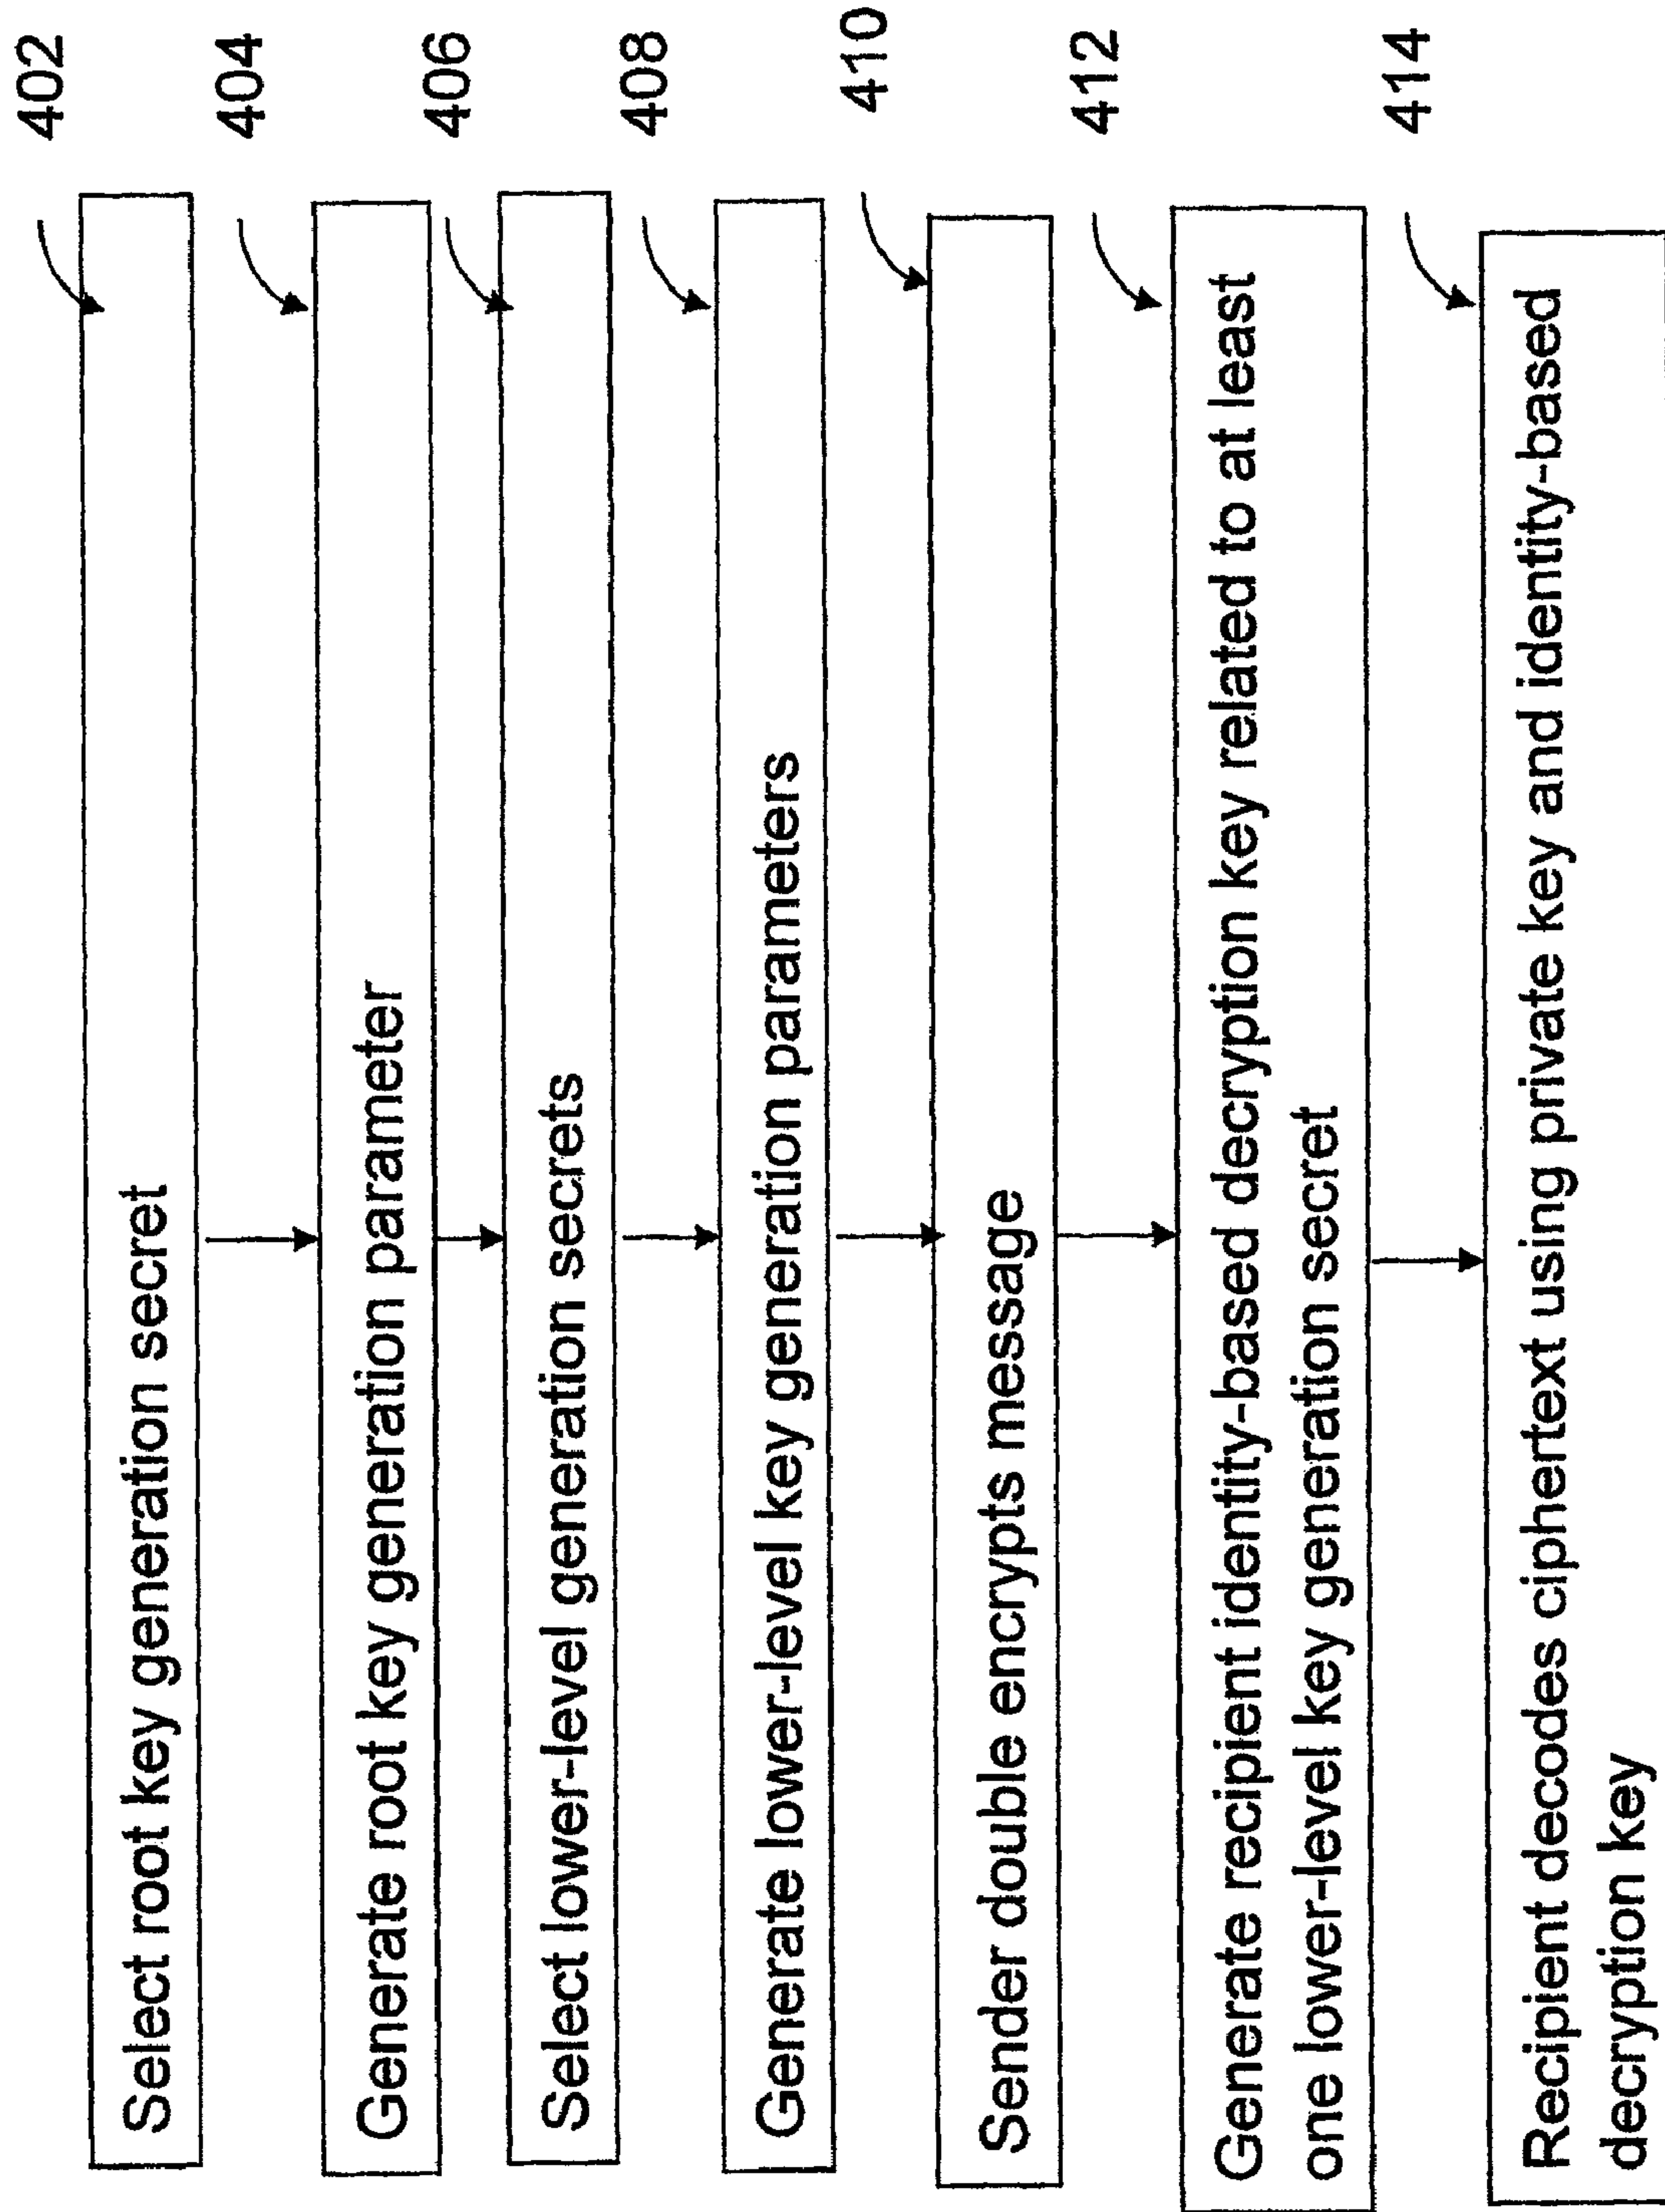 402
Select root key generation secret
404
Generate root key generation parameter
406
Select lower-level generation secrets
408
Generate lower-level key generation parameters
410
Sender double encrypts message
412
Generate recipient identity-based decryption key related to at least
one lower-level key generation secret
414
Recipient decodes ciphertext using private key and identity-based
decryption key